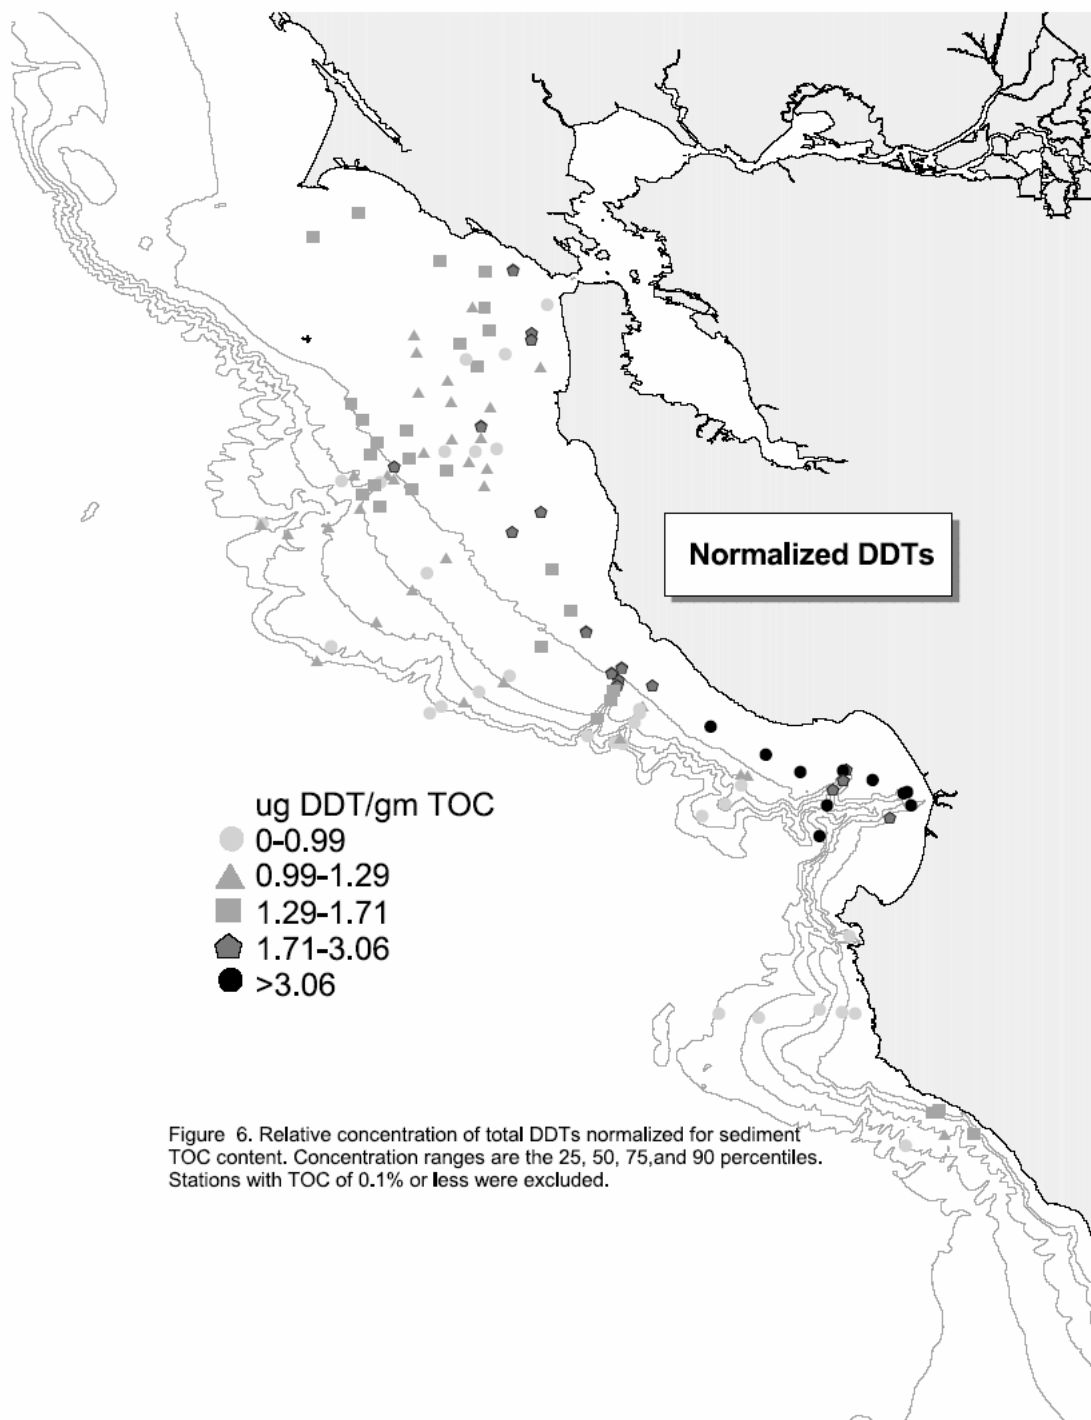 Normalized DDTs
ug DDT/gm TOC
0-0.99
0.99-1.29
1.29-1.71
1.71-3.06
>3.06
Figure 6. Relative concentration of total DDTs normalized for sediment
TOC content. Concentration ranges are the 25, 50, 75,and 90 percentiles.
Stations with TOC of 0.1% or less were excluded.